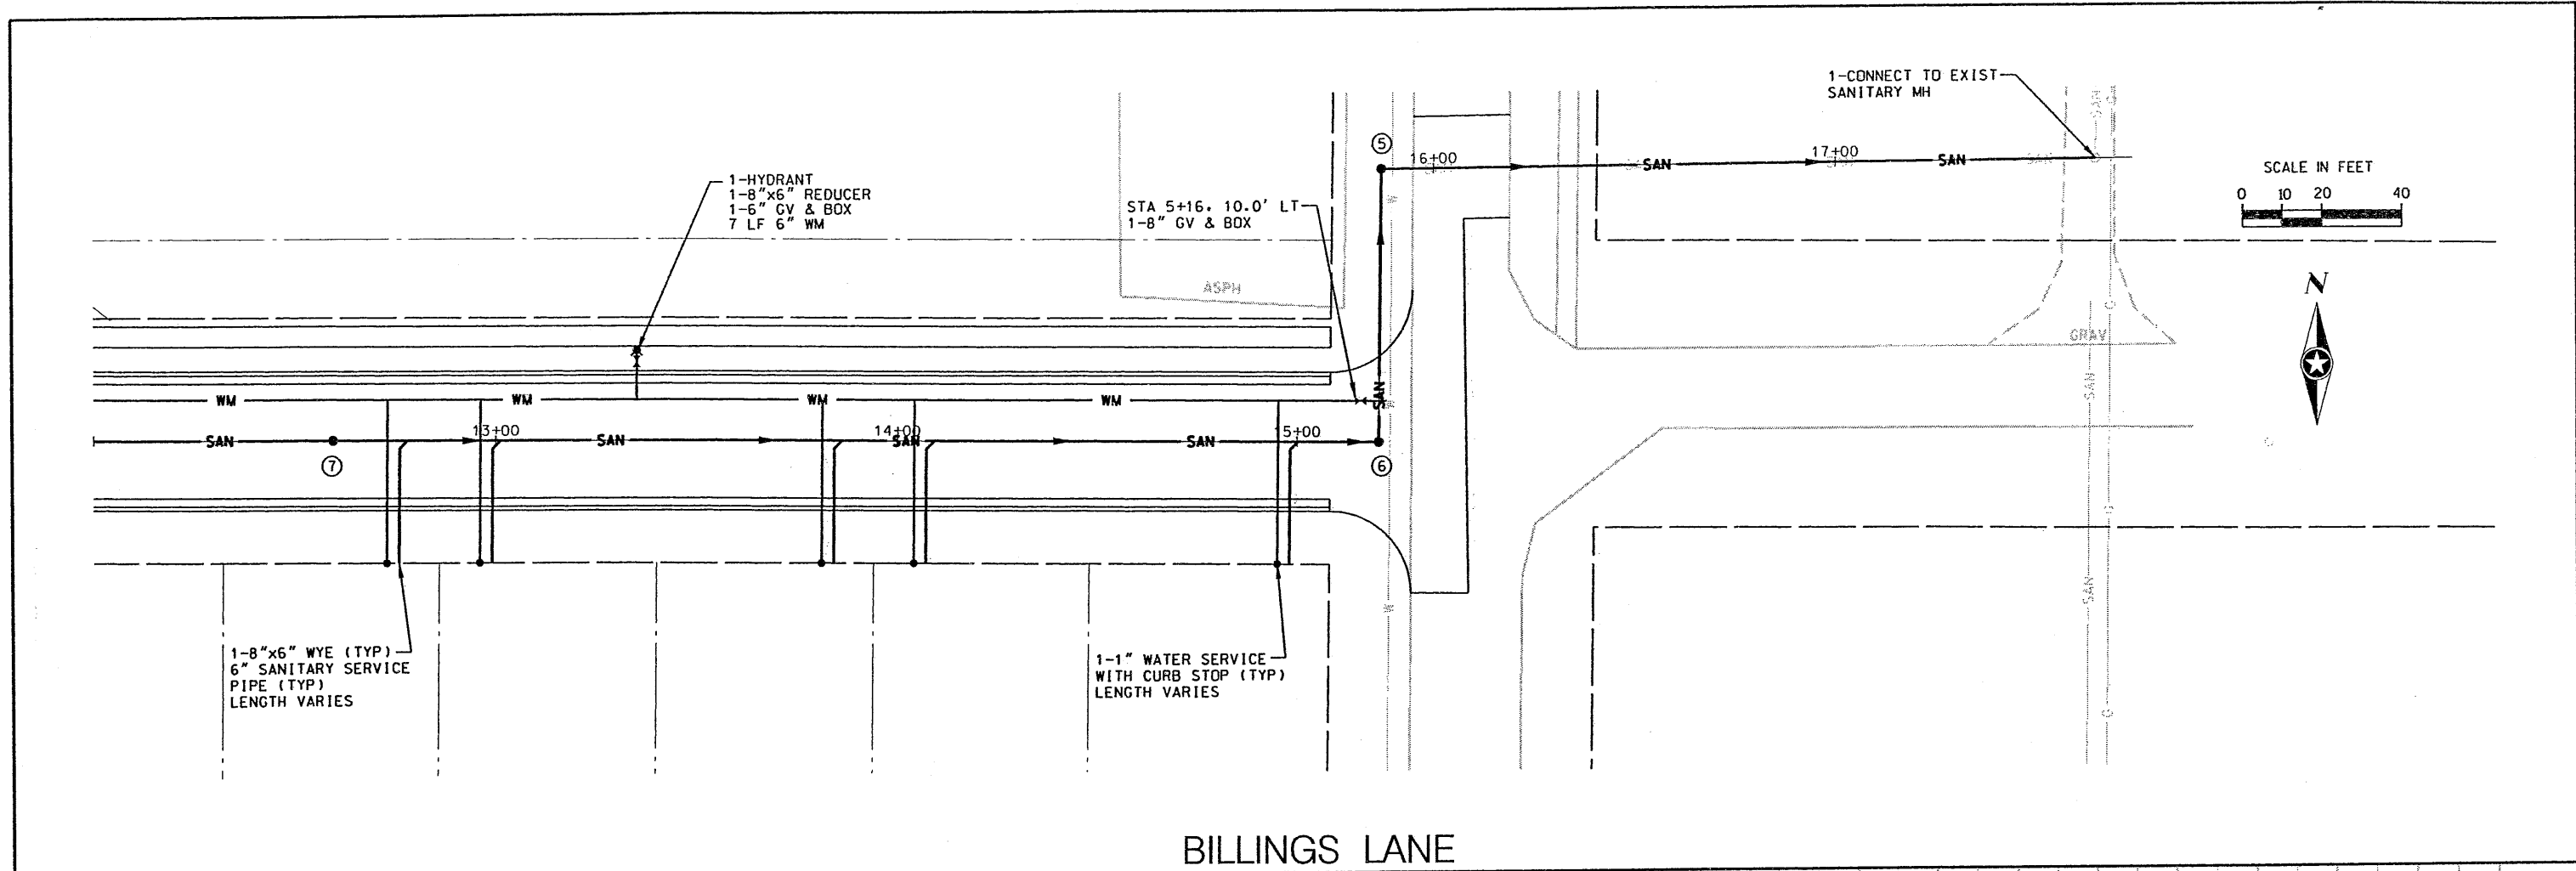 1-CONNECT TO EXIST
SANITARY MH
SAN
G
5
16+00
SAN
17+00
SAN
SAN
G
SCALE IN FEET
0 10 20 40
1-HYDRANT
1-8"x6" REDUCER
1-6" GV & BOX
7 LF 6" WM
STA 5+16. 10.0' LT
1-8" GV & BOX
W
N
ASPH
G
GRAV
SAN
WM
WM
WM
WM
SAN
W
SAN
13+00
SAN
14+00
SAN
SAN
15+00
G
7
6
G
SAN
W
1-8"x6" WYE (TYP)
6" SANITARY SERVICE
PIPE (TYP)
LENGTH VARIES
1-1" WATER SERVICE
WITH CURB STOP (TYP)
LENGTH VARIES
G
BILLINGS LANE